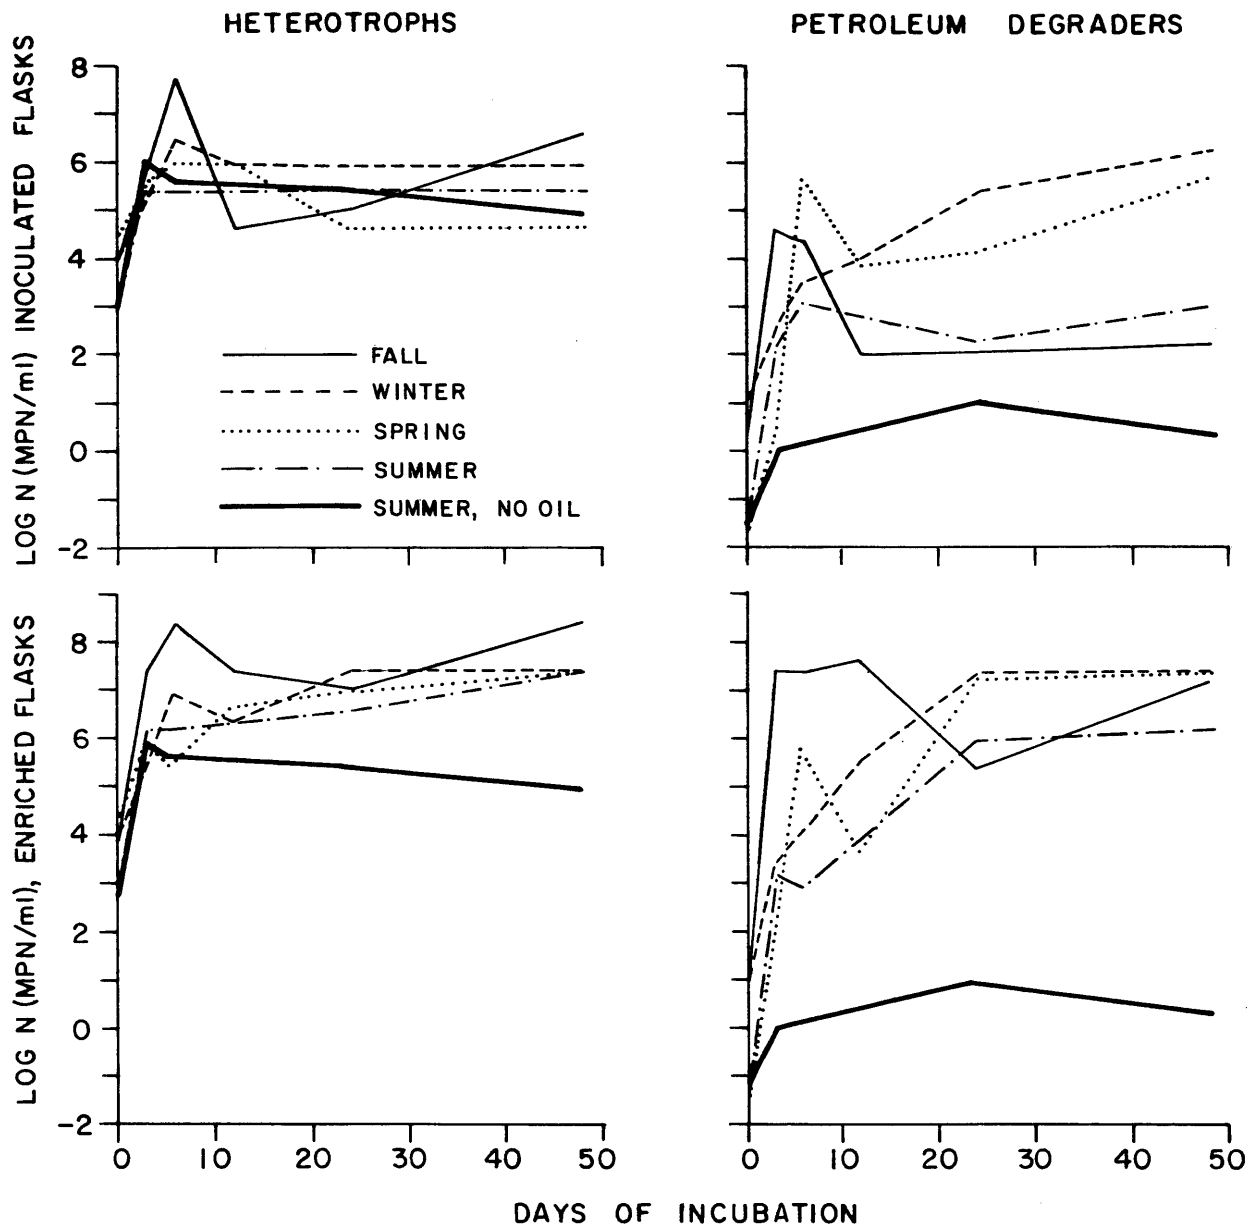 HETEROTROPHS
PETROLEUM DEGRADERS
LOG N (MPN/ml) INOCULATED FLASKS
8
6
4
2
0
-2
FALL
WINTER
SPRING
SUMMER
SUMMER, NO OIL
LOG N (MPN/ml), ENRICHED FLASKS
8
6
4
2
0
-2
0 10 20 30 40 50
0 10 20 30 40 50
DAYS OF INCUBATION